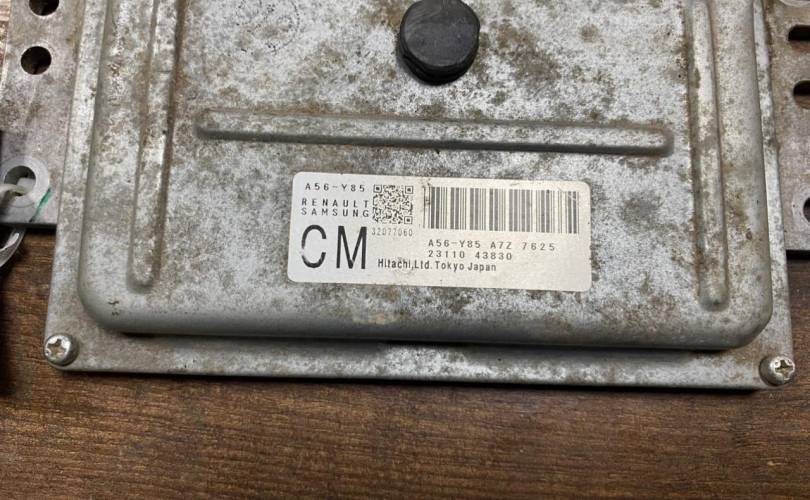 A56-Y85
RENAULT
SAMSUNG
32077060
CM
A56-Y85 A7Z 7625
23110 43830
Hitachi,Ltd.Tokyo Japan